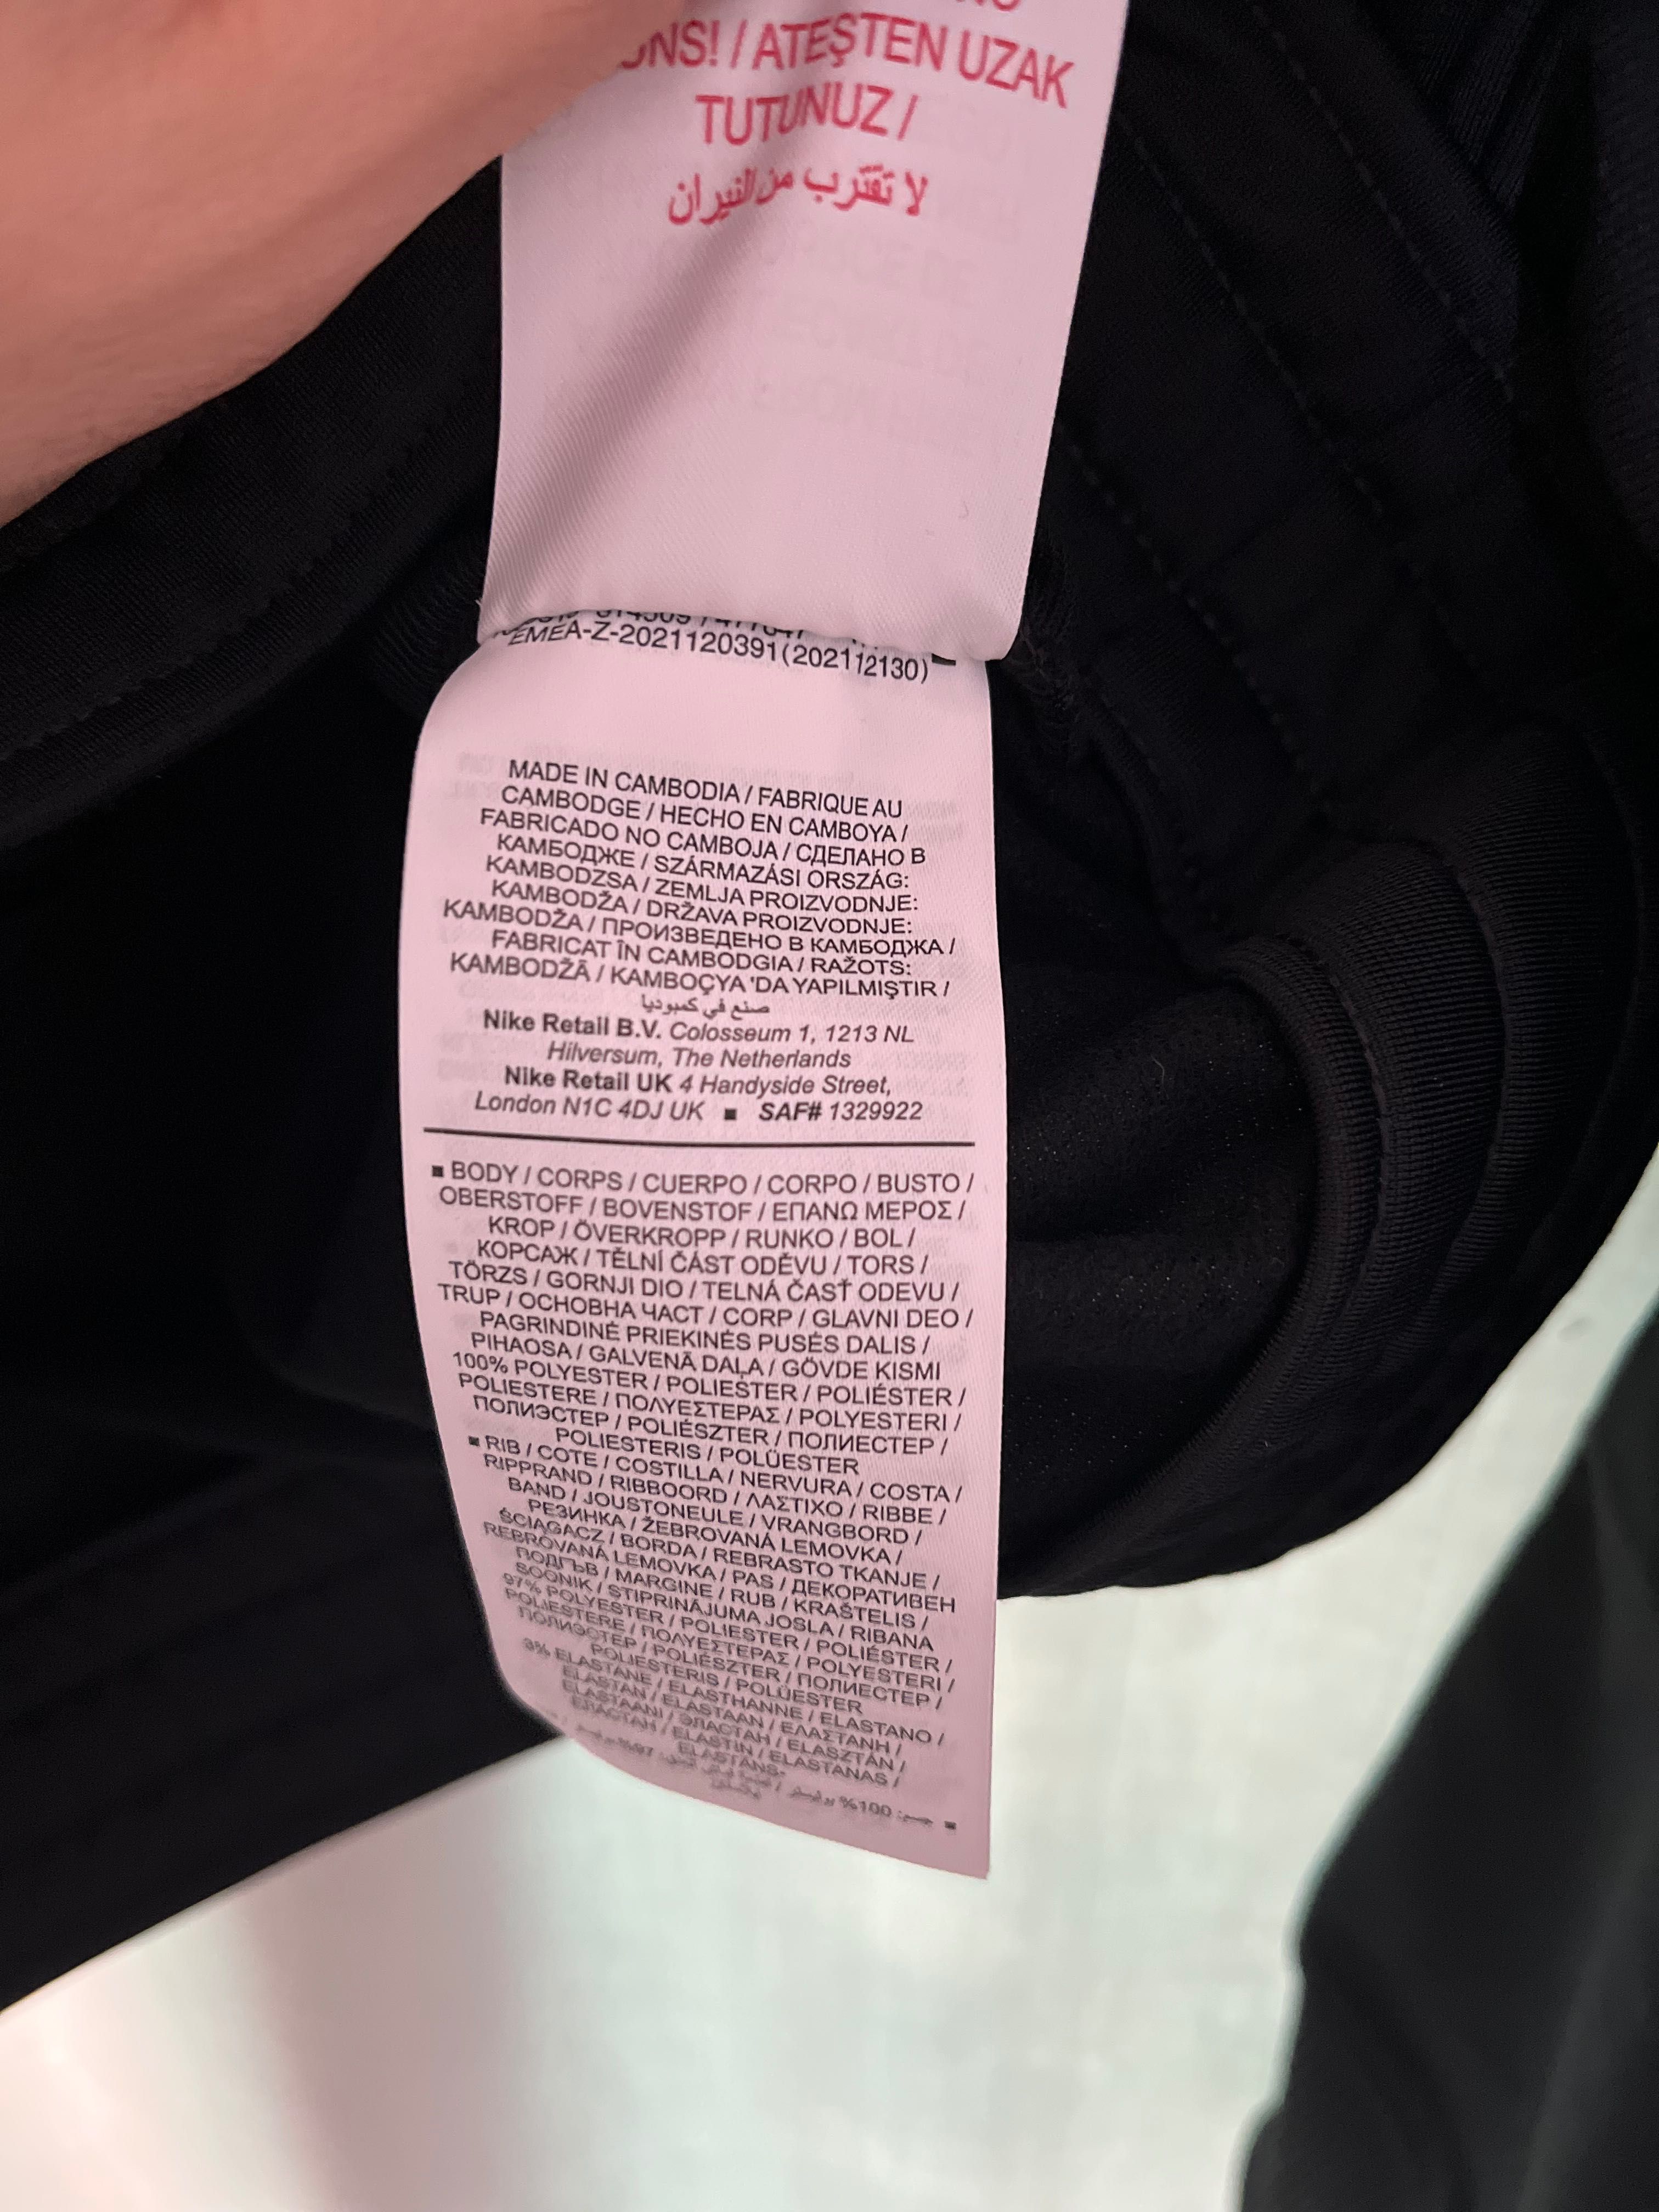 ONS! / ATEŞTEN UZAK
TUTUNUZ /
لا تقترب من النيران
EMEA-Z-2021120391(202112130)
MADE IN CAMBODIA / FABRIQUE AU
CAMBODGE / HECHO EN CAMBOYA /
FABRICADO NO CAMBOJA / СДЕЛАНО В
КАМБОДЖЕ / SZÁRMAZÁSI ORSZÁG:
KAMBODZSA / ZEMLJA PROIZVODNJE:
KAMBODŽA / DRŽAVA PROIZVODNJE:
KAMBODŽA / ПРОИЗВЕДЕНО В КАМБОДЖА /
FABRICAT ÎN CAMBODGIA / RAŽOTS:
KAMBODŽĀ / KAMBOÇYA 'DA YAPILMIŞTIR /
صنع في كمبوديا
Nike Retail B.V. Colosseum 1, 1213 NL
Hilversum, The Netherlands
Nike Retail UK 4 Handyside Street,
London N1C 4DJ UK ■ SAF# 1329922
■ BODY / CORPS / CUERPO / CORPO / BUSTO /
OBERSTOFF / BOVENSTOF / ΕΠΑΝΩ ΜΕΡΟΣ /
KROP / ÖVERKROPP / RUNKO / BOL /
КОРСАЖ / TĚLNÍ ČÁST ODĚVU / TORS /
TÖRZS / GORNJI DIO / TELNÁ ČASŤ ODEVU /
TRUP / ОСНОВНА ЧАСТ / CORP / GLAVNI DEO /
PAGRINDINĖ PRIEKINĖS PUSĖS DALIS /
PIHAOSA / GALVENĀ DAĻA / GÖVDE KISMI
100% POLYESTER / POLIESTER / POLIÉSTER /
POLIESTERE / ΠΟΛΥΕΣΤΕΡΑΣ / POLYESTERI /
ПОЛИЭСТЕР / POLIÉSZTER / ПОЛИЕСТЕР /
POLIESTERIS / POLÜESTER
■ RIB / COTE / COSTILLA / NERVURA / COSTA /
RIPPRAND / RIBBOORD / ΛΑΣΤΙΧΟ / RIBBE /
BAND / JOUSTONEULE / VRANGBORD /
РЕЗИНКА / ŽEBROVANÁ LEMOVKA /
ŚCIĄGACZ / BORDA / REBRASTO TKANJE /
REBROVANÁ LEMOVKA / PAS / ДЕКОРАТИВЕН
ПОДГЪВ / MARGINE / RUB / KRAŠTELIS /
SOONIK / STIPRINĀJUMA JOSLA / RIBANA
97% POLYESTER / POLIESTER / POLIÉSTER /
POLIESTERE / ΠΟΛΥΕΣΤΕΡΑΣ / POLYESTERI /
ПОЛИЭСТЕР / POLIÉSZTER / ПОЛИЕСТЕР /
POLIESTERIS / POLÜESTER
3% ELASTANE / ELASTHANNE / ELASTANO /
ELASTAN / ELASTAAN / ΕΛΑΣΤΑΝΗ /
ELASTAANI / ЭЛАСТАН / ELASZTÁN /
ЕЛАСТАН / ELASTIN / ELASTANAS /
ELASTĀNS-
■ جسم: 100% بوليستر /